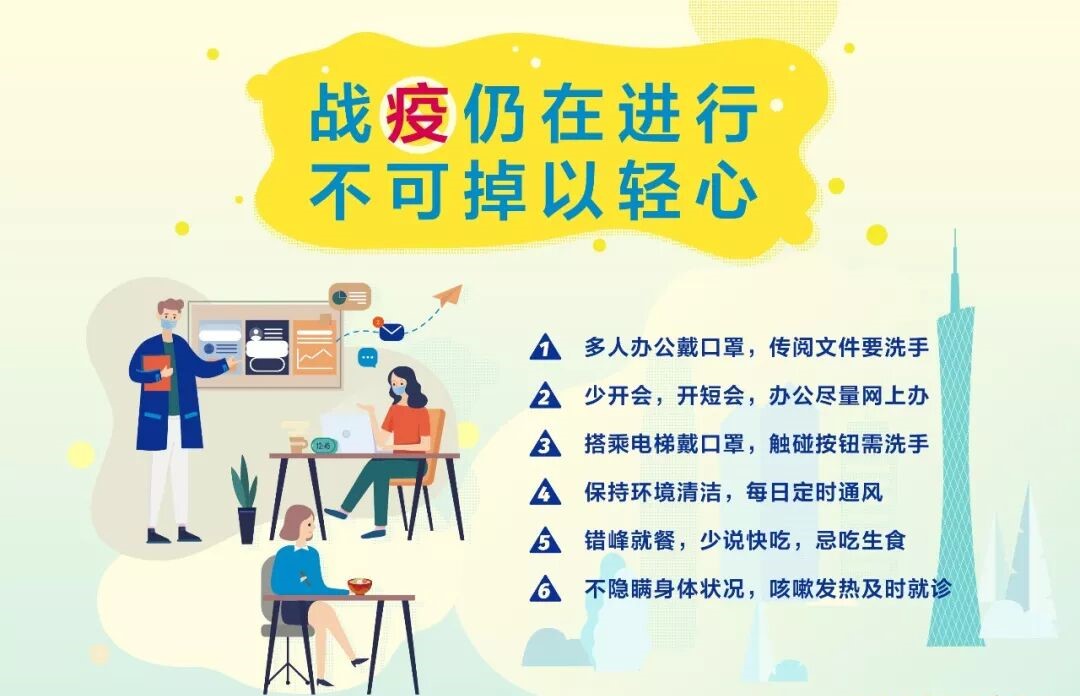 战疫仍在进行
不可掉以轻心
1 多人办公戴口罩，传阅文件要洗手
2 少开会，开短会，办公尽量网上办
3 搭乘电梯戴口罩，触碰按钮需洗手
4 保持环境清洁，每日定时通风
5 错峰就餐，少说快吃，忌吃生食
6 不隐瞒身体状况，咳嗽发热及时就诊